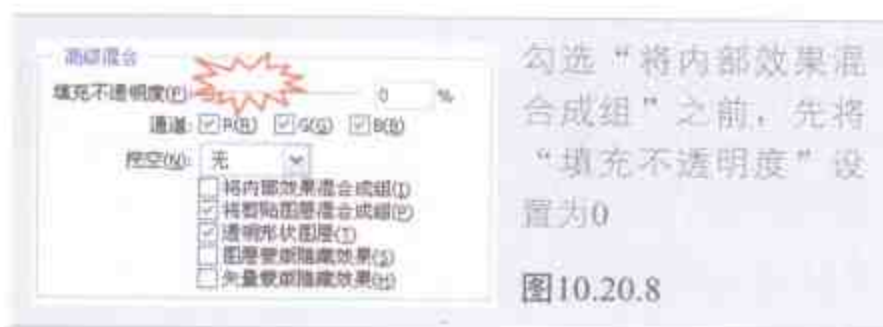 高级混合
填充不透明度(F): 0 %
通道: R(R) G(G) B(B)
挖空(N): 无
将内部效果混合成组(I)
将剪贴图层混合成组(P)
透明形状图层(T)
图层蒙版隐藏效果(S)
矢量蒙版隐藏效果(H)
勾选“将内部效果混
合成组”之前，先将
“填充不透明度”设
置为0
图10.20.8